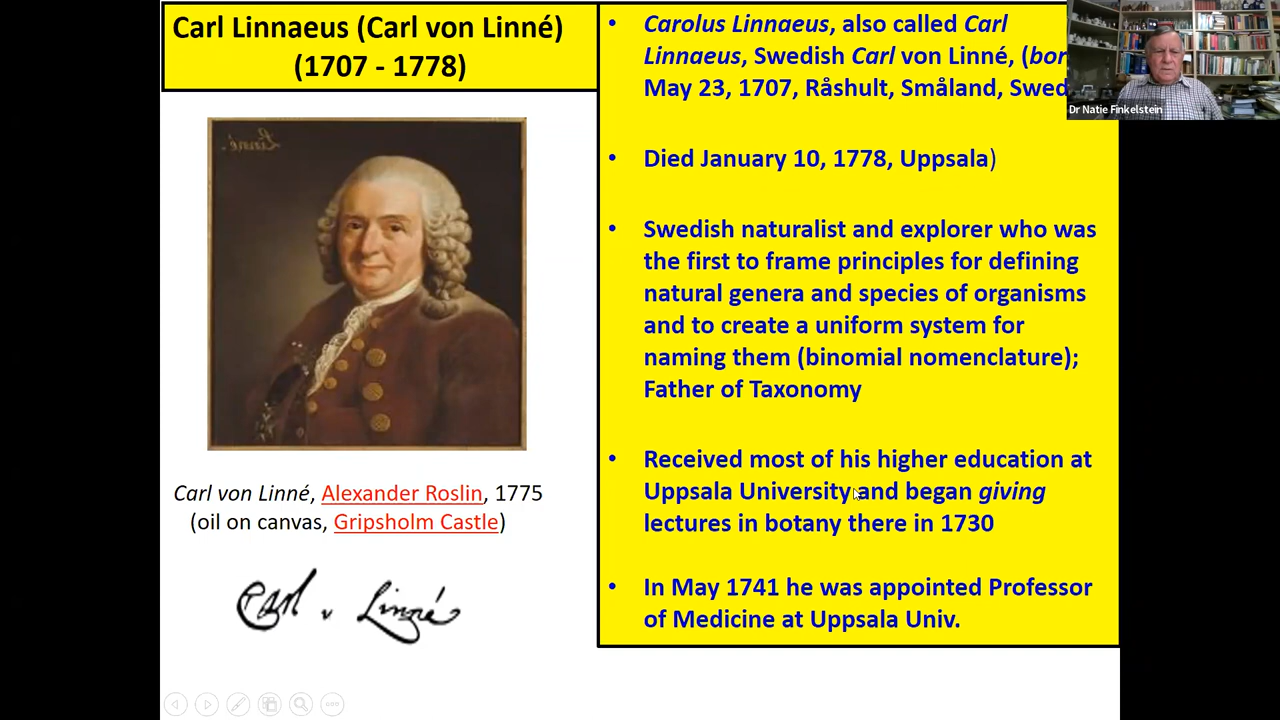 Carl Linnaeus (Carl von Linné)
(1707 - 1778)
Linné.
Carl von Linné, Alexander Roslin, 1775
(oil on canvas, Gripsholm Castle)
Carl v Linné
• Carolus Linnaeus, also called Carl
Linnaeus, Swedish Carl von Linné, (bor
May 23, 1707, Råshult, Småland, Swed
• Died January 10, 1778, Uppsala)
• Swedish naturalist and explorer who was
the first to frame principles for defining
natural genera and species of organisms
and to create a uniform system for
naming them (binomial nomenclature);
Father of Taxonomy
• Received most of his higher education at
Uppsala University and began giving
lectures in botany there in 1730
• In May 1741 he was appointed Professor
of Medicine at Uppsala Univ.
Dr Natie Finkelstein